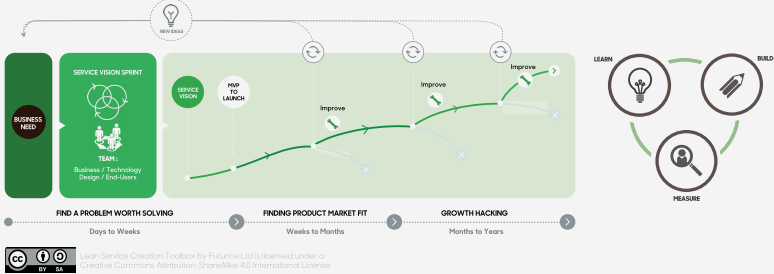 NEW IDEAS
SERVICE VISION SPRINT
SERVICE
VISION
MVP
TO
LAUNCH
BUSINESS
NEED
TEAM :
Business / Technology
Design / End-Users
Improve
Improve
Improve
LEARN
BUILD
MEASURE
FIND A PROBLEM WORTH SOLVING
FINDING PRODUCT MARKET FIT
GROWTH HACKING
Days to Weeks
Weeks to Months
Months to Years
cc
BY SA
Lean Service Creation Toolbox by Futurice Ltd is licensed under a
Creative Commons Attribution-ShareAlike 4.0 International License.